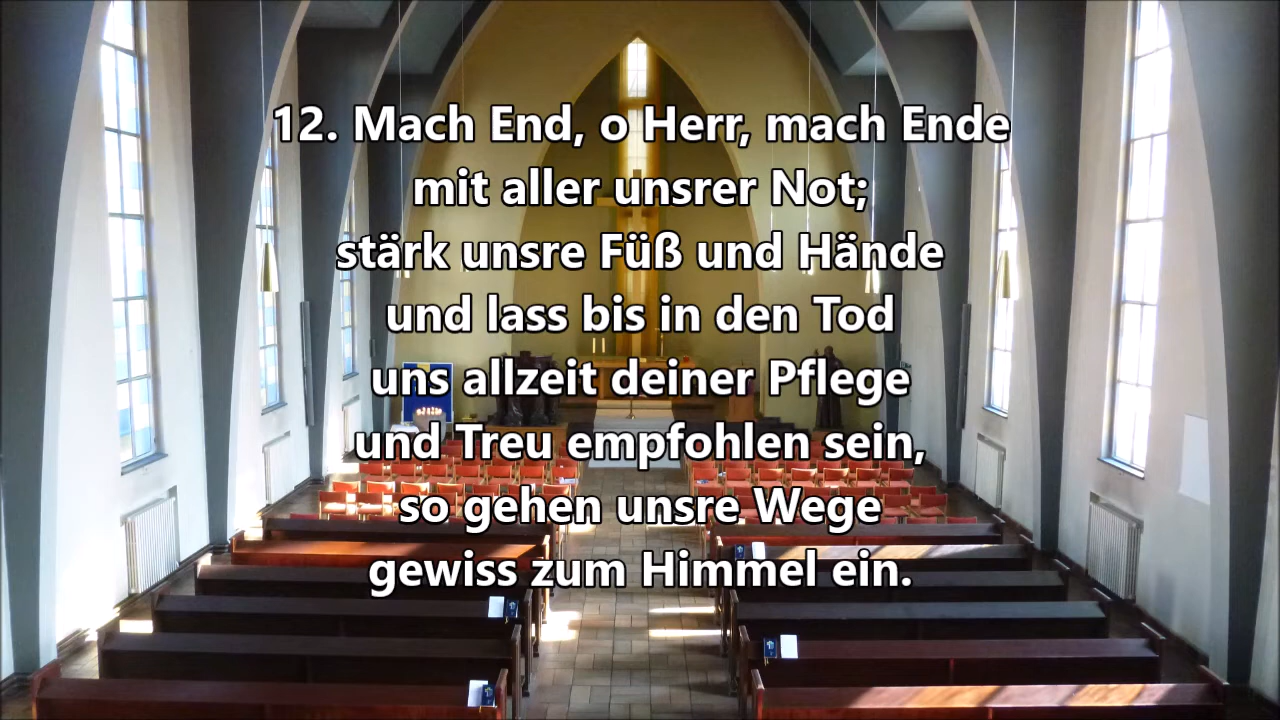 12. Mach End, o Herr, mach Ende
mit aller unsrer Not;
stärk unsre Füß und Hände
und lass bis in den Tod
uns allzeit deiner Pflege
und Treu empfohlen sein,
so gehen unsre Wege
gewiss zum Himmel ein.